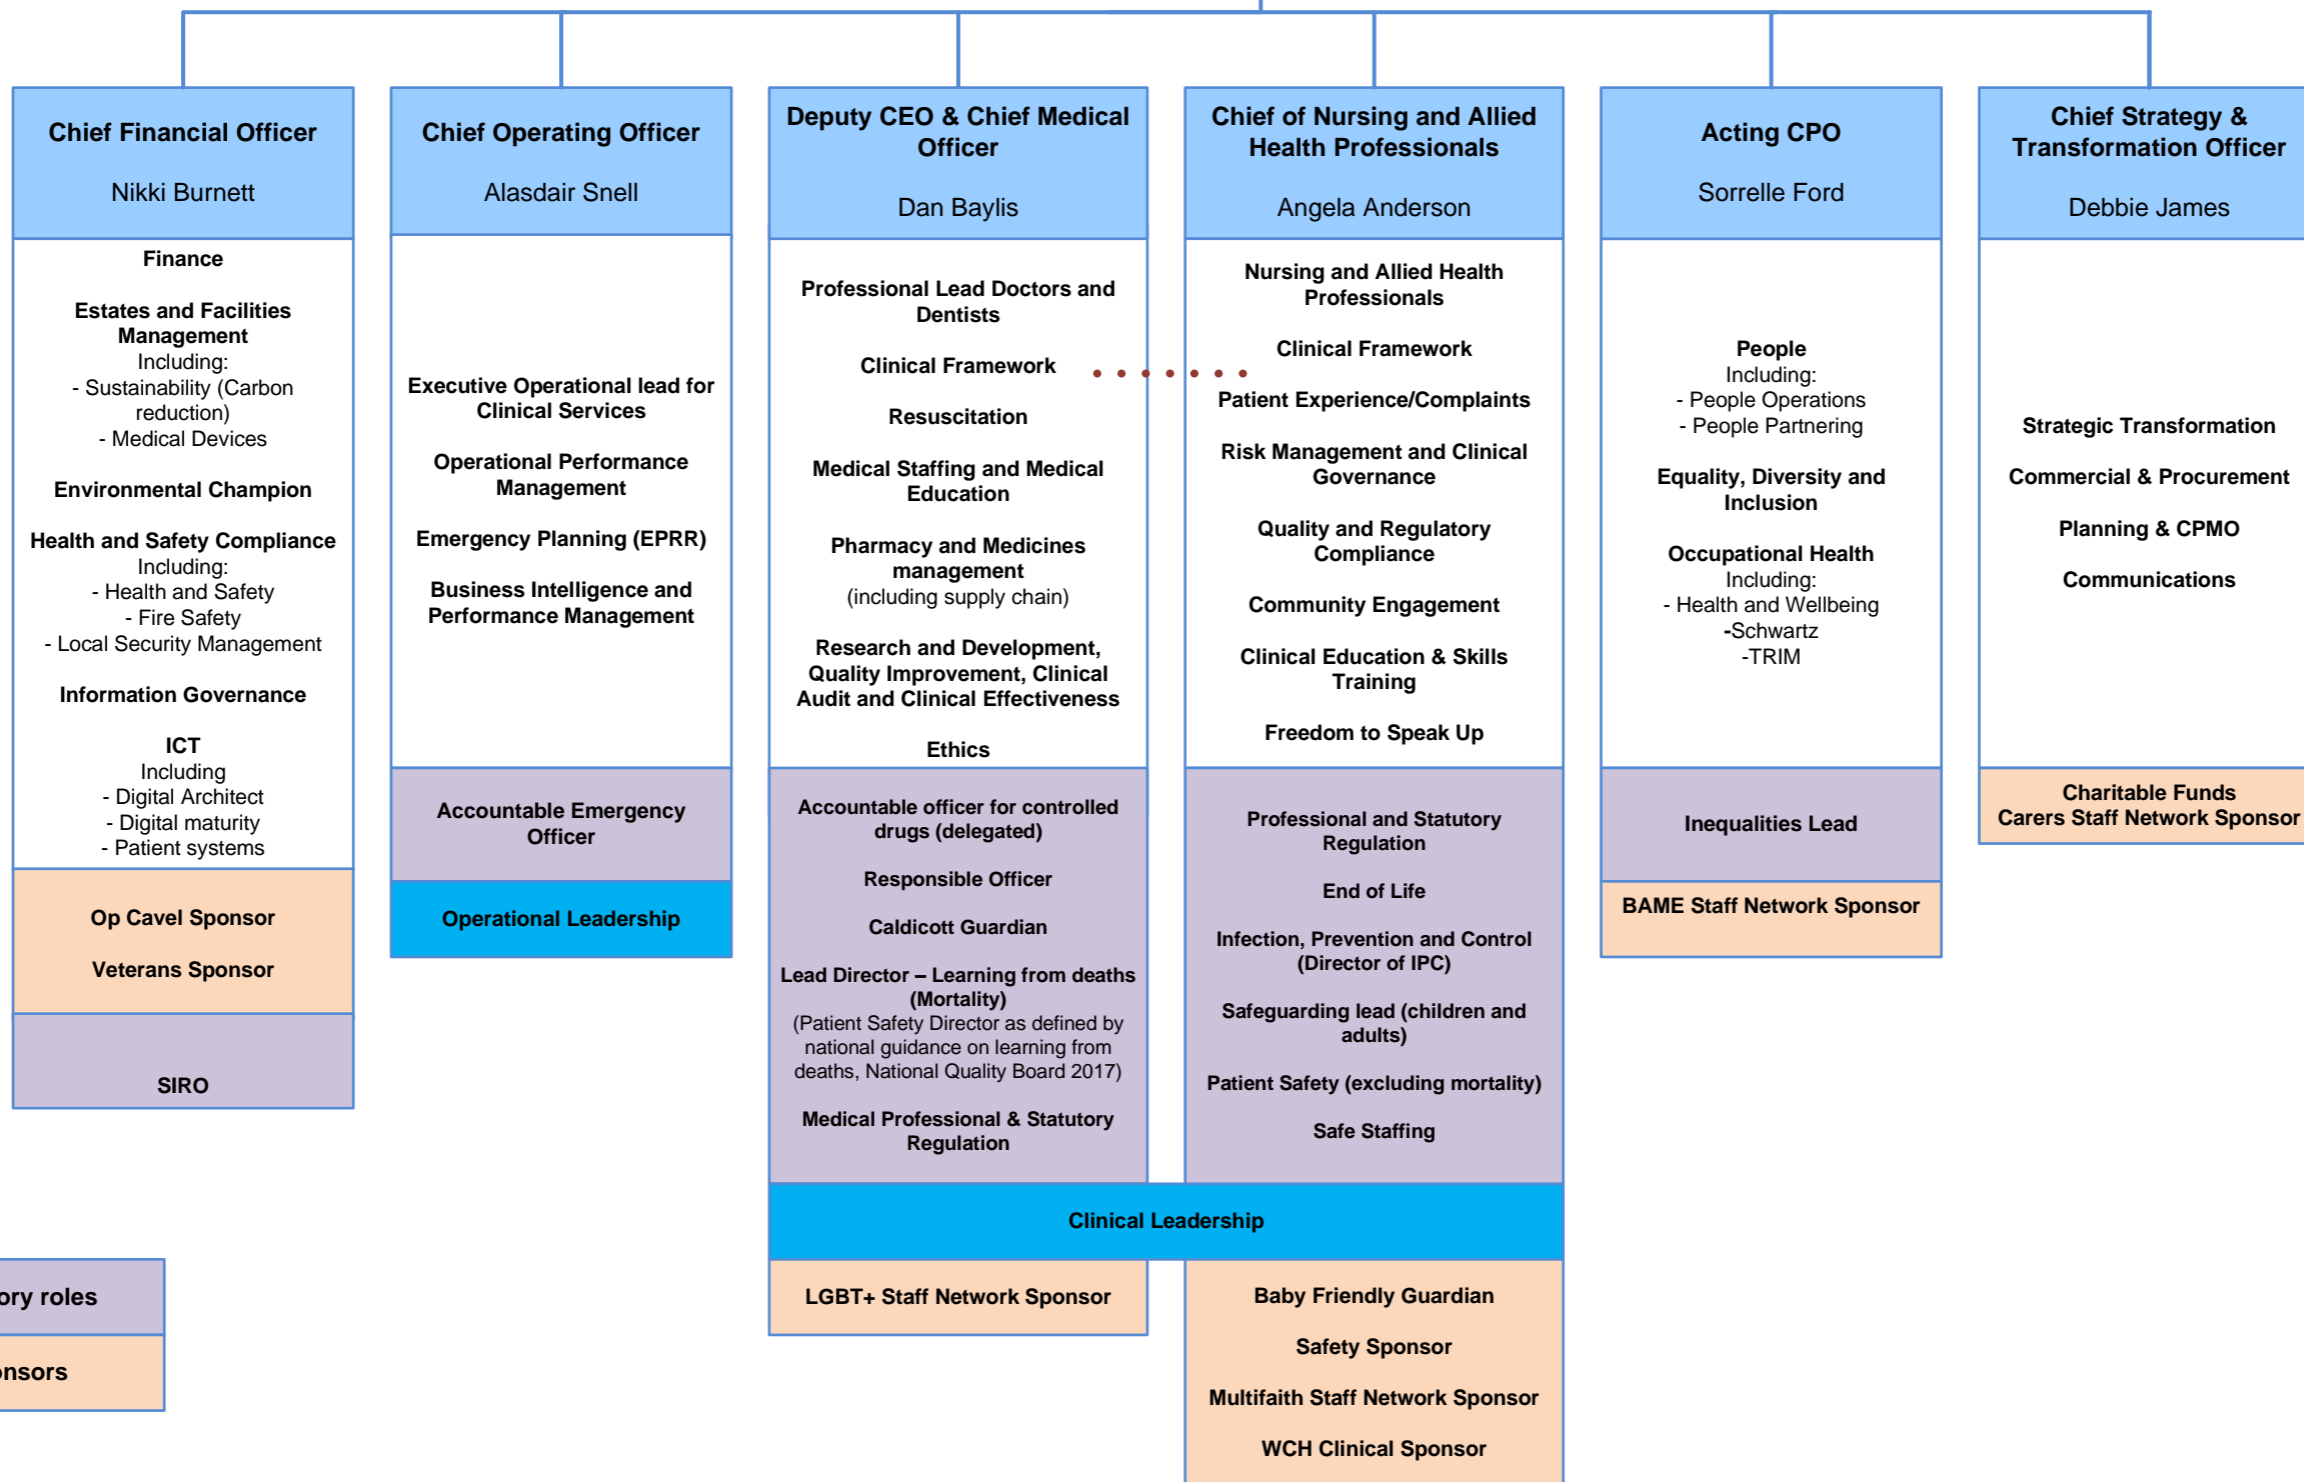 Chief Financial Officer
Nikki Burnett
Finance
Estates and Facilities
Management
Including:
- Sustainability (Carbon
reduction)
- Medical Devices
Environmental Champion
Health and Safety Compliance
Including:
- Health and Safety
- Fire Safety
- Local Security Management
Information Governance
ICT
Including
- Digital Architect
- Digital maturity
- Patient systems
Op Cavel Sponsor
Veterans Sponsor
SIRO
Chief Operating Officer
Alasdair Snell
Executive Operational lead for
Clinical Services
Operational Performance
Management
Emergency Planning (EPRR)
Business Intelligence and
Performance Management
Accountable Emergency
Officer
Operational Leadership
Deputy CEO & Chief Medical
Officer
Dan Baylis
Professional Lead Doctors and
Dentists
Clinical Framework
Resuscitation
Medical Staffing and Medical
Education
Pharmacy and Medicines
management
(including supply chain)
Research and Development,
Quality Improvement, Clinical
Audit and Clinical Effectiveness
Ethics
Accountable officer for controlled
drugs (delegated)
Responsible Officer
Caldicott Guardian
Lead Director – Learning from deaths
(Mortality)
(Patient Safety Director as defined by
national guidance on learning from
deaths, National Quality Board 2017)
Medical Professional & Statutory
Regulation
Chief of Nursing and Allied
Health Professionals
Angela Anderson
Nursing and Allied Health
Professionals
Clinical Framework
Patient Experience/Complaints
Risk Management and Clinical
Governance
Quality and Regulatory
Compliance
Community Engagement
Clinical Education & Skills
Training
Freedom to Speak Up
Professional and Statutory
Regulation
End of Life
Infection, Prevention and Control
(Director of IPC)
Safeguarding lead (children and
adults)
Patient Safety (excluding mortality)
Safe Staffing
Clinical Leadership
LGBT+ Staff Network Sponsor
Baby Friendly Guardian
Safety Sponsor
Multifaith Staff Network Sponsor
WCH Clinical Sponsor
Acting CPO
Sorrelle Ford
People
Including:
- People Operations
- People Partnering
Equality, Diversity and
Inclusion
Occupational Health
Including:
- Health and Wellbeing
-Schwartz
-TRIM
Inequalities Lead
BAME Staff Network Sponsor
Chief Strategy &
Transformation Officer
Debbie James
Strategic Transformation
Commercial & Procurement
Planning & CPMO
Communications
Charitable Funds
Carers Staff Network Sponsor
roles